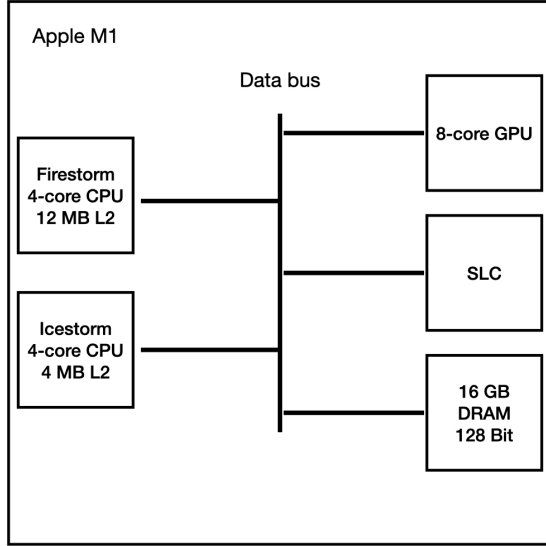 Apple M1
Data bus
Firestorm
4-core CPU
12 MB L2
Icestorm
4-core CPU
4 MB L2
8-core GPU
SLC
16 GB
DRAM
128 Bit